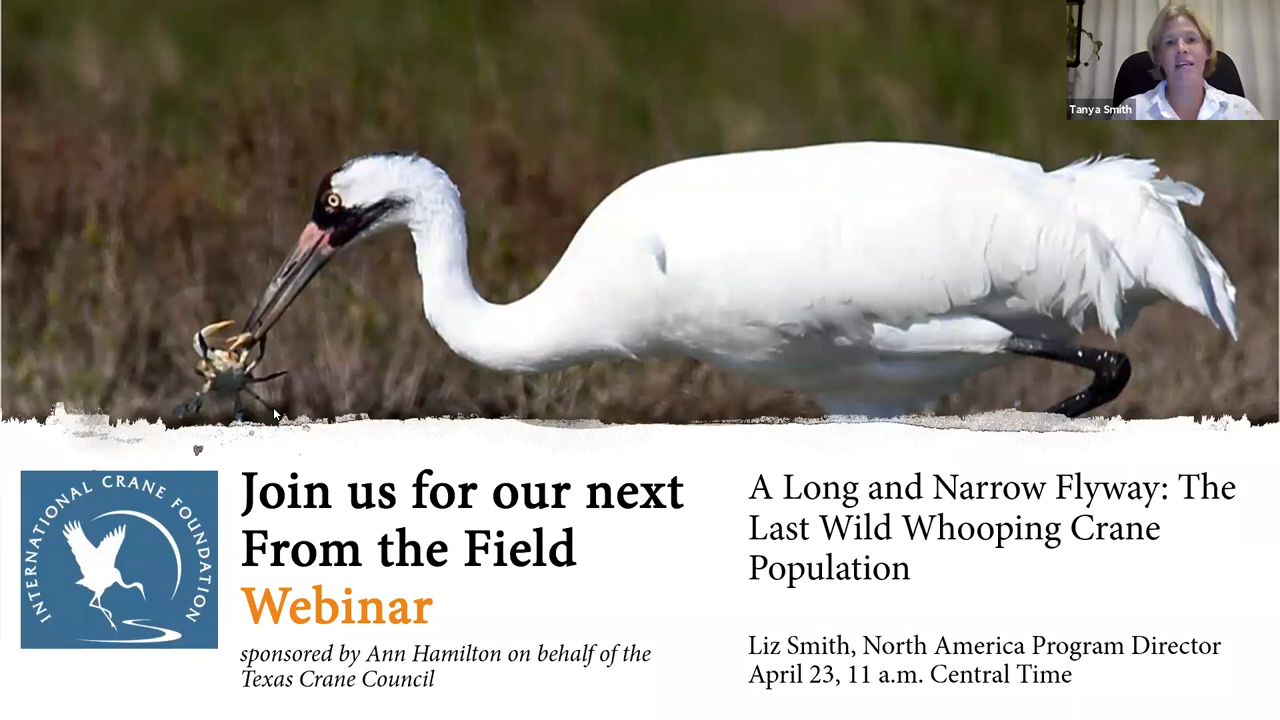 Tanya Smith
INTERNATIONAL CRANE FOUNDATION
Join us for our next
From the Field
Webinar
sponsored by Ann Hamilton on behalf of the
Texas Crane Council
A Long and Narrow Flyway: The
Last Wild Whooping Crane
Population
Liz Smith, North America Program Director
April 23, 11 a.m. Central Time